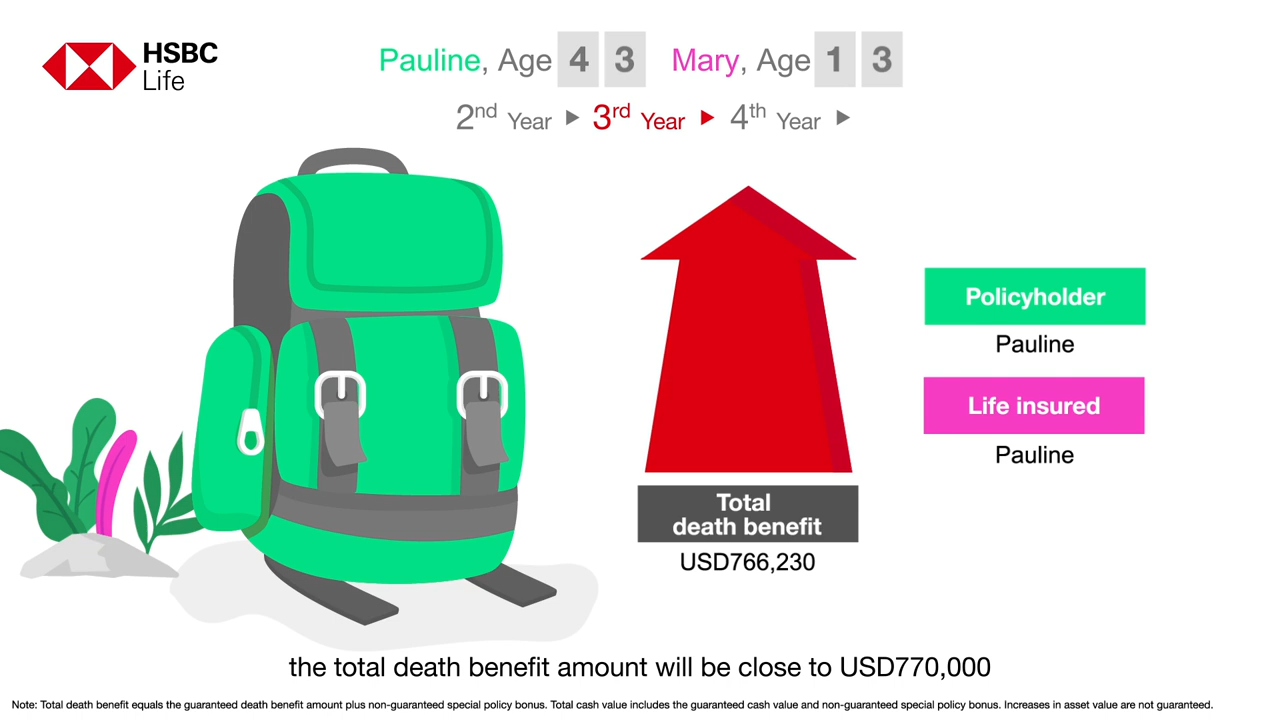 HSBC
Life
Pauline, Age 4 3 Mary, Age 1 3
2nd Year 3rd Year 4th Year
Policyholder
Pauline
Life insured
Pauline
Total
death benefit
USD766,230
the total death benefit amount will be close to USD770,000
Note: Total death benefit equals the guaranteed death benefit amount plus non-guaranteed special policy bonus. Total cash value includes the guaranteed cash value and non-guaranteed special policy bonus. Increases in asset value are not guaranteed.